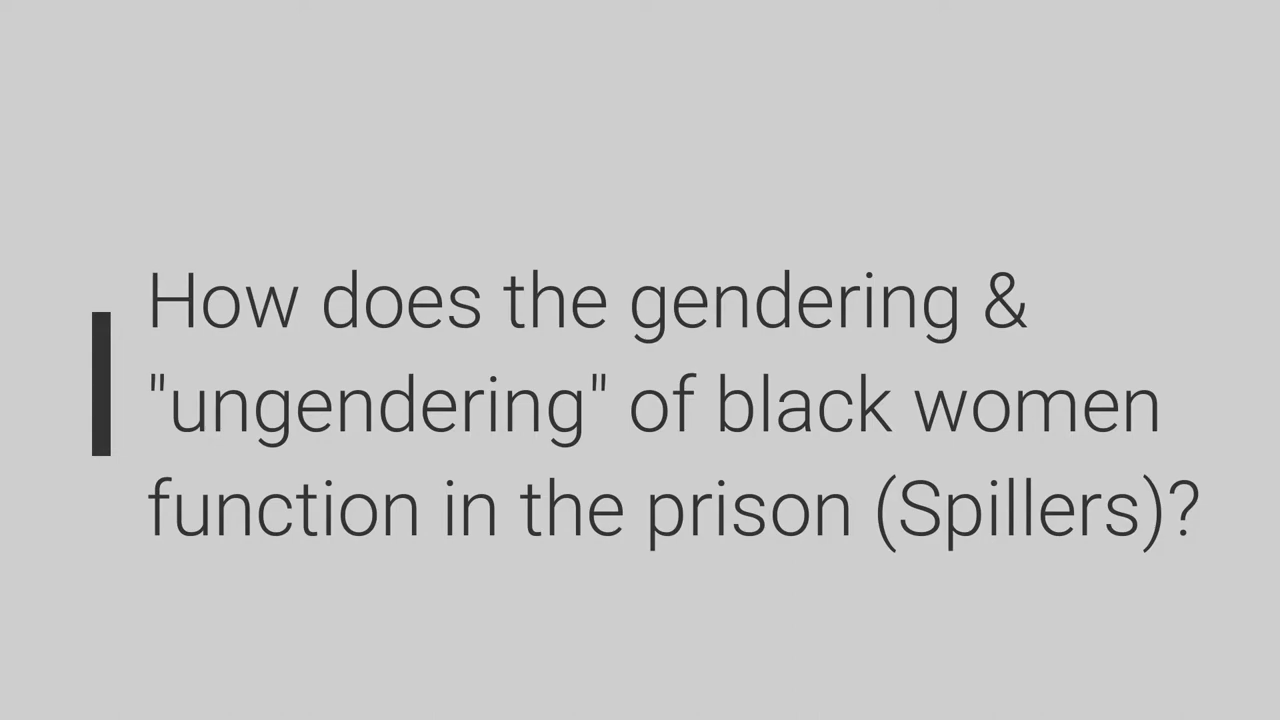 How does the gendering &
"ungendering" of black women
function in the prison (Spillers)?